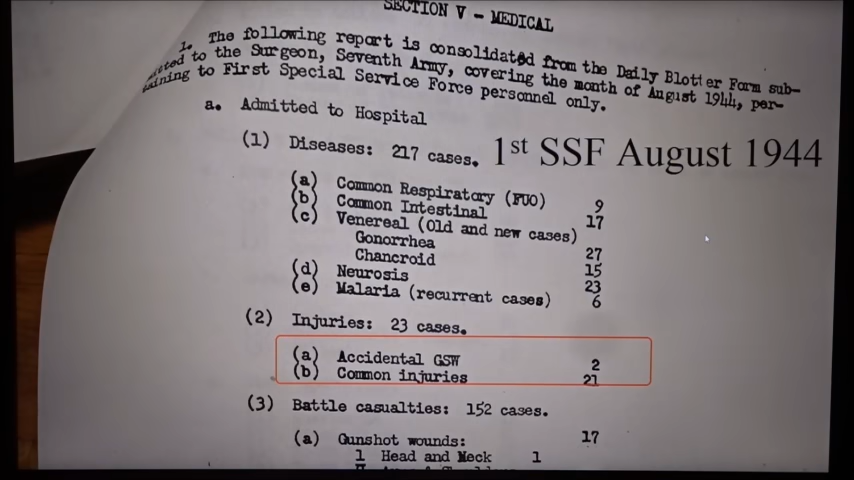 SECTION V - MEDICAL
1. The following report is consolidated from the Daily Blotter Form sub-
mitted to the Surgeon, Seventh Army, covering the month of August 1944, per-
taining to First Special Service Force personnel only.
a. Admitted to Hospital
(1) Diseases: 217 cases.
1st SSF August 1944
(a) Common Respiratory (FUO) 9
(b) Common Intestinal 17
(c) Venereal (Old and new cases)
Gonorrhea 27
Chancroid 15
(d) Neurosis 23
(e) Malaria (recurrent cases) 6
(2) Injuries: 23 cases.
(a) Accidental GSW 2
(b) Common injuries 21
(3) Battle casualties: 152 cases.
(a) Gunshot wounds: 17
1 Head and Neck 1